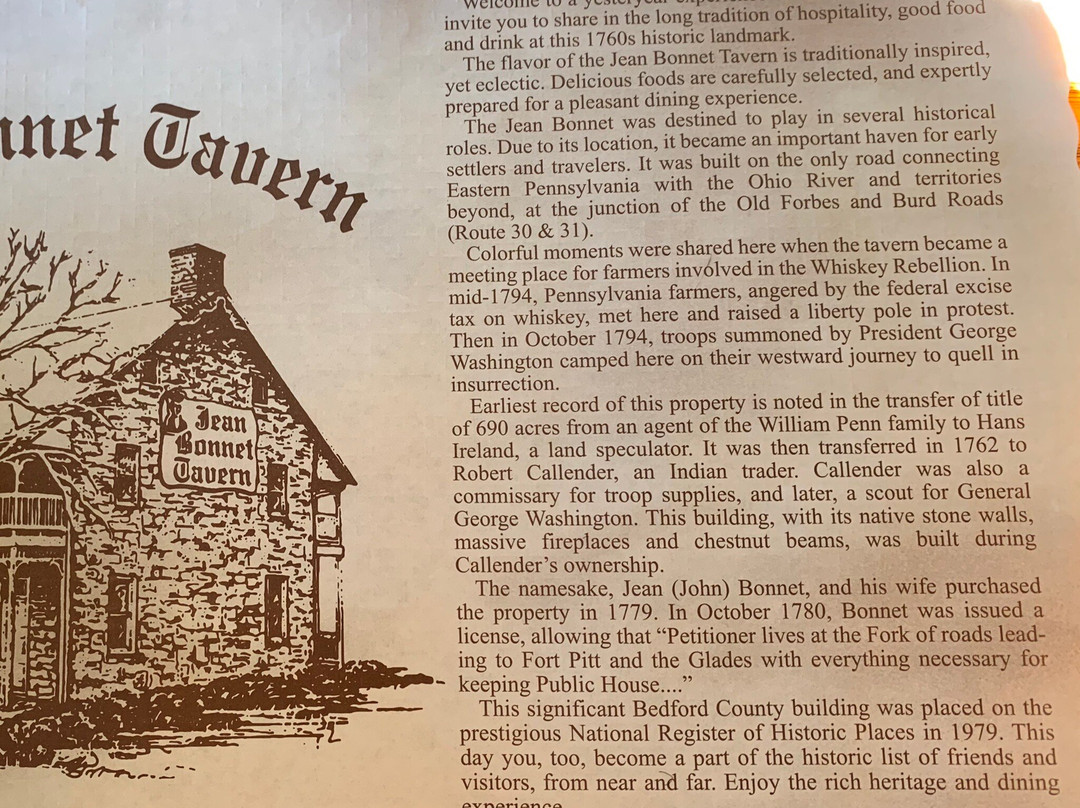 nnet Tavern
Jean
Bonnet
Tavern
Welcome to a yesteryear
invite you to share in the long tradition of hospitality, good food
and drink at this 1760s historic landmark.
The flavor of the Jean Bonnet Tavern is traditionally inspired,
yet eclectic. Delicious foods are carefully selected, and expertly
prepared for a pleasant dining experience.
The Jean Bonnet was destined to play in several historical
roles. Due to its location, it became an important haven for early
settlers and travelers. It was built on the only road connecting
Eastern Pennsylvania with the Ohio River and territories
beyond, at the junction of the Old Forbes and Burd Roads
(Route 30 & 31).
Colorful moments were shared here when the tavern became a
meeting place for farmers involved in the Whiskey Rebellion. In
mid-1794, Pennsylvania farmers, angered by the federal excise
tax on whiskey, met here and raised a liberty pole in protest.
Then in October 1794, troops summoned by President George
Washington camped here on their westward journey to quell in
insurrection.
Earliest record of this property is noted in the transfer of title
of 690 acres from an agent of the William Penn family to Hans
Ireland, a land speculator. It was then transferred in 1762 to
Robert Callender, an Indian trader. Callender was also a
commissary for troop supplies, and later, a scout for General
George Washington. This building, with its native stone walls,
massive fireplaces and chestnut beams, was built during
Callender's ownership.
The namesake, Jean (John) Bonnet, and his wife purchased
the property in 1779. In October 1780, Bonnet was issued a
license, allowing that “Petitioner lives at the Fork of roads lead-
ing to Fort Pitt and the Glades with everything necessary for
keeping Public House....”
This significant Bedford County building was placed on the
prestigious National Register of Historic Places in 1979. This
day you, too, become a part of the historic list of friends and
visitors, from near and far. Enjoy the rich heritage and dining
experience.